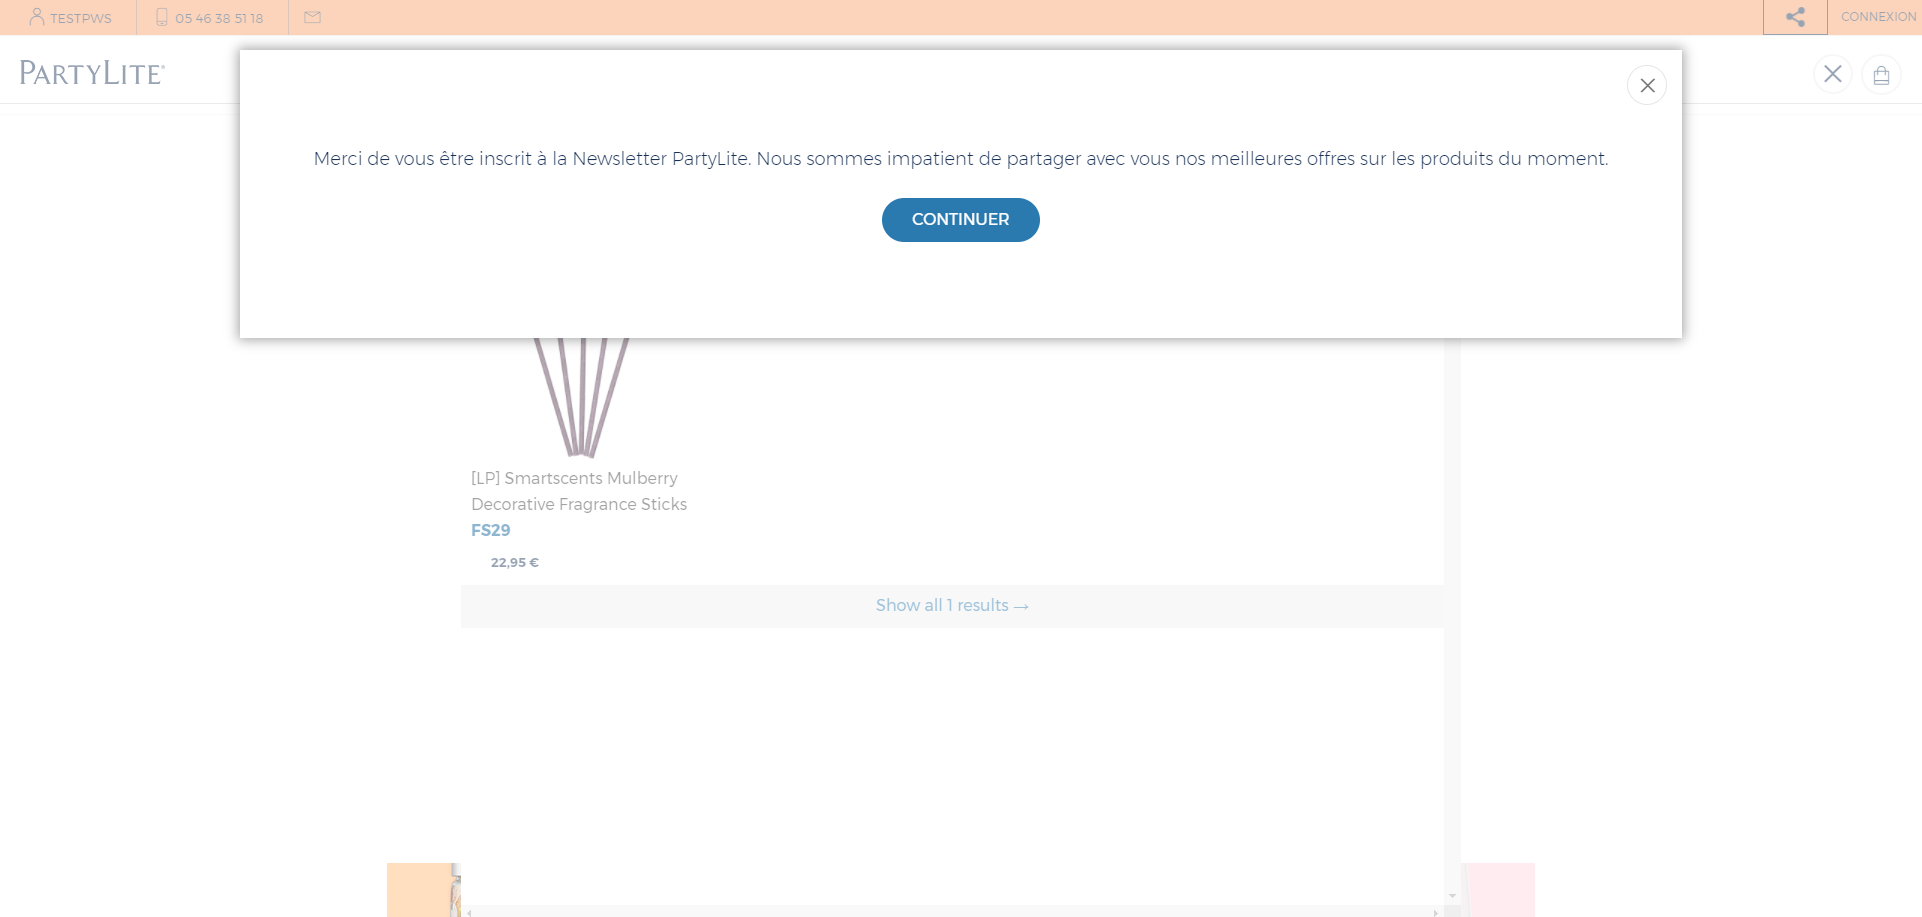 TESTPWS
05 46 38 51 18
CONNEXION
PARTYLITE®
Merci de vous être inscrit à la Newsletter PartyLite. Nous sommes impatient de partager avec vous nos meilleures offres sur les produits du moment.
CONTINUER
[LP] Smartscents Mulberry
Decorative Fragrance Sticks
FS29
22,95 €
Show all 1 results →